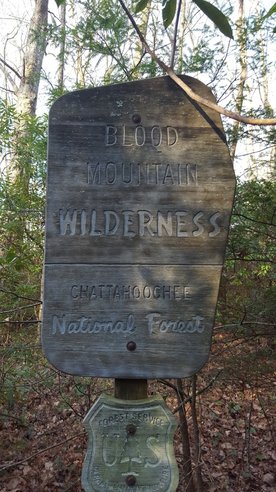 BLOOD
MOUNTAIN
WILDERNESS
CHATTAHOOCHEE
National Forest
FOREST SERVICE
U S